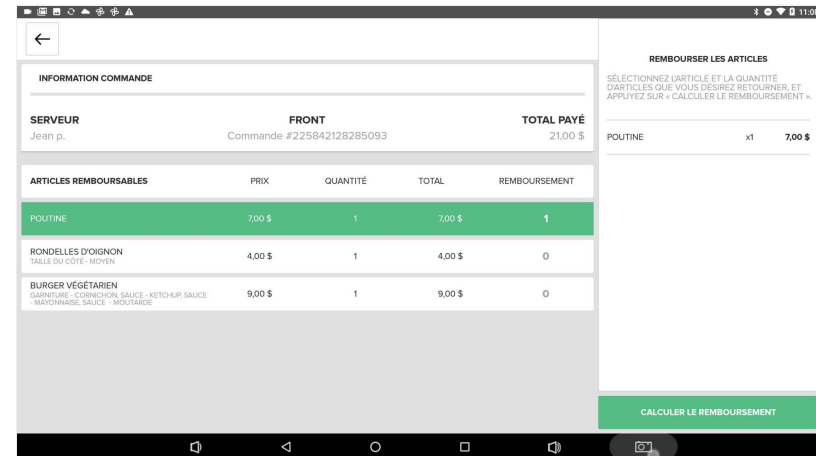 11:08
INFORMATION COMMANDE
SERVEUR FRONT TOTAL PAYÉ
Jean p. Commande #225842128285093 21,00 $
ARTICLES REMBOURSABLES PRIX QUANTITÉ TOTAL REMBOURSEMENT
POUTINE 7,00 $ 1 7,00 $ 1
RONDELLES D'OIGNON 4,00 $ 1 4,00 $ 0
TAILLE DU CÔTÉ - MOYEN
BURGER VÉGÉTARIEN 9,00 $ 1 9,00 $ 0
GARNITURE - CORNICHON, SAUCE - KETCHUP, SAUCE
- MAYONNAISE, SAUCE - MOUTARDE
REMBOURSER LES ARTICLES
SÉLECTIONNEZ L'ARTICLE ET LA QUANTITÉ
D'ARTICLES QUE VOUS DÉSIREZ RETOURNER, ET
APPUYEZ SUR « CALCULER LE REMBOURSEMENT ».
POUTINE x1 7,00 $
CALCULER LE REMBOURSEMENT